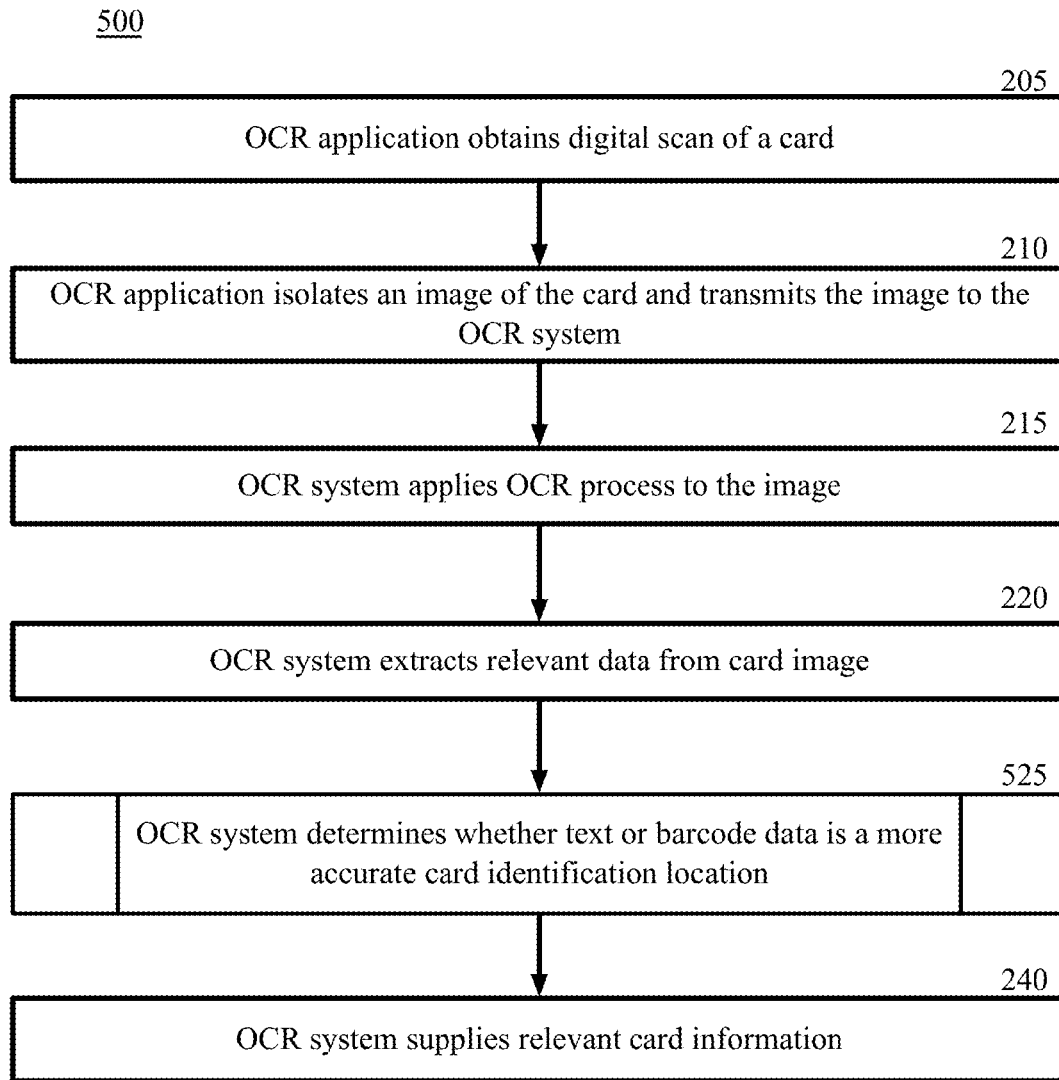 500
205
OCR application obtains digital scan of a card
210
OCR application isolates an image of the card and transmits the image to the
OCR system
215
OCR system applies OCR process to the image
220
OCR system extracts relevant data from card image
525
OCR system determines whether text or barcode data is a more
accurate card identification location
240
OCR system supplies relevant card information